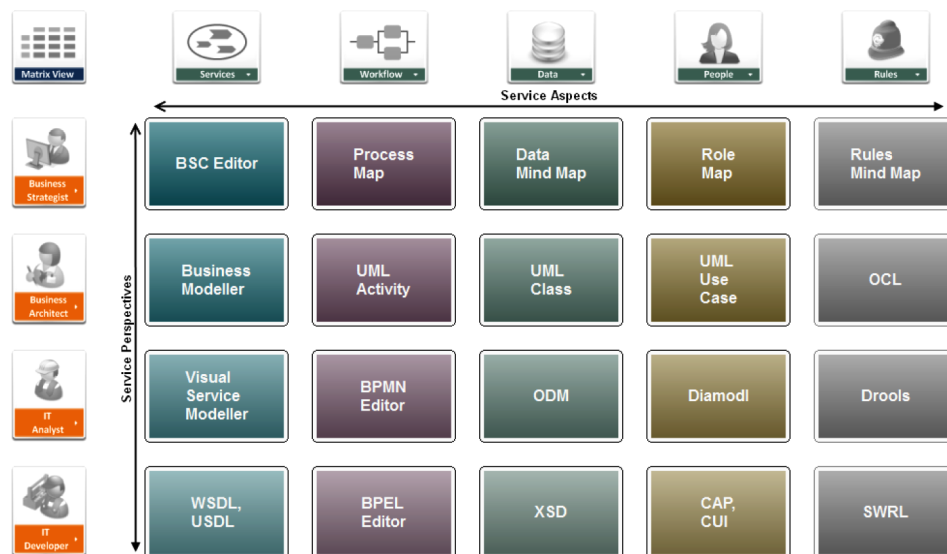 Matrix View
Services
Workflow
Data
People
Rules
Service Aspects
Service Perspectives
Business
Strategist
BSC Editor
Process
Map
Data
Mind Map
Role
Map
Rules
Mind Map
Business
Architect
Business
Modeller
UML
Activity
UML
Class
UML
Use
Case
OCL
IT
Analyst
Visual
Service
Modeller
BPMN
Editor
ODM
Diamodl
Drools
IT
Developer
WSDL,
USDL
BPEL
Editor
XSD
CAP,
CUI
SWRL